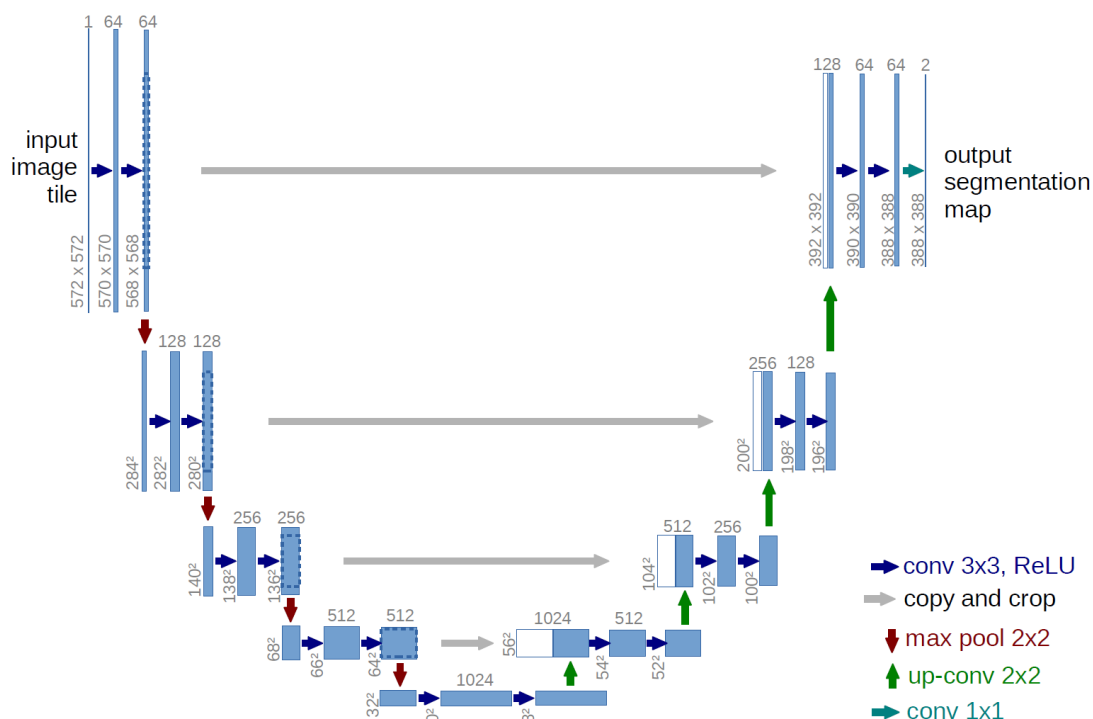 1 64 64
input
image
tile
572 x 572
570 x 570
568 x 568
128 64 64 2
output
segmentation
map
392 x 392
390 x 390
388 x 388
388 x 388
128 128
284²
282²
280²
256 128
200²
198²
196²
256 256
140²
138²
136²
512 256
104²
102²
100²
512 512
68²
66²
64²
1024 512
56²
54²
52²
1024
32²
conv 3x3, ReLU
copy and crop
max pool 2x2
up-conv 2x2
conv 1x1